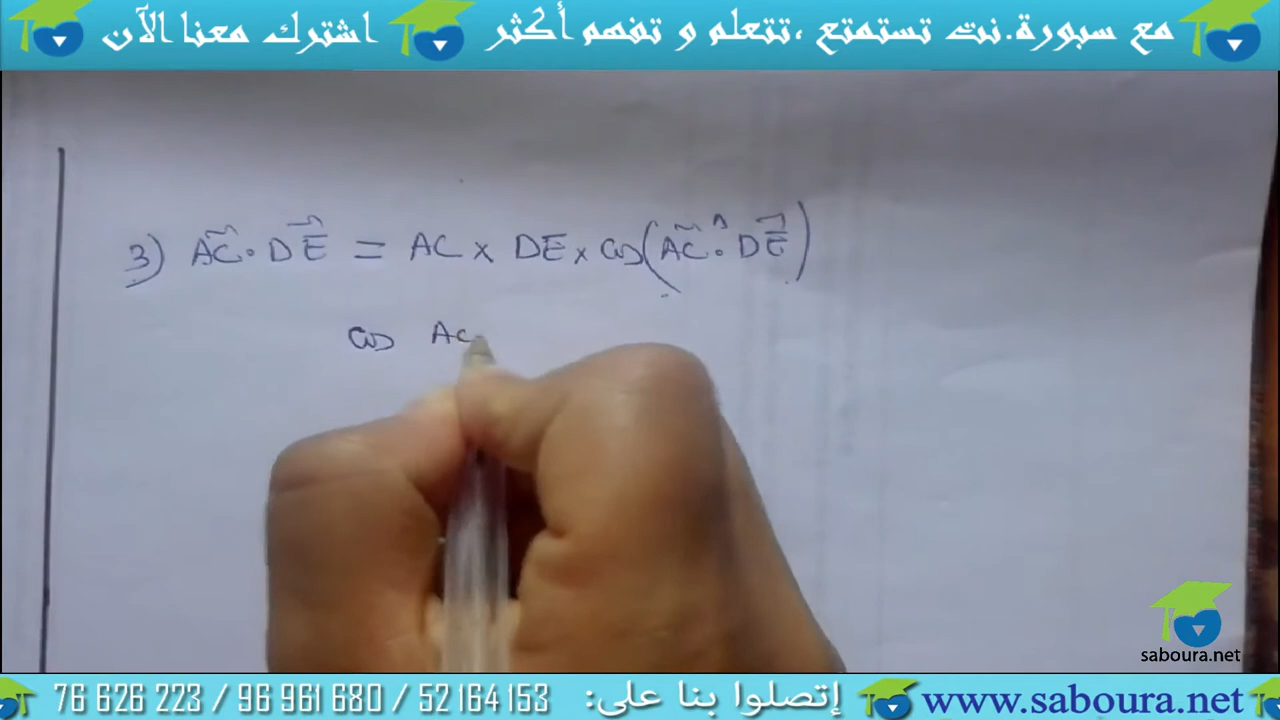 مع سبورة.نت تستمتع ،تتعلم و تفهم أكثر اشترك معنا الآن
3) AC⃗ . DE⃗ = AC × DE × cos(AC⃗ ^. DE⃗)
cos AC
saboura.net
76 626 223 / 96 961 680 / 52 164 153 إتصلوا بنا على: www.saboura.net